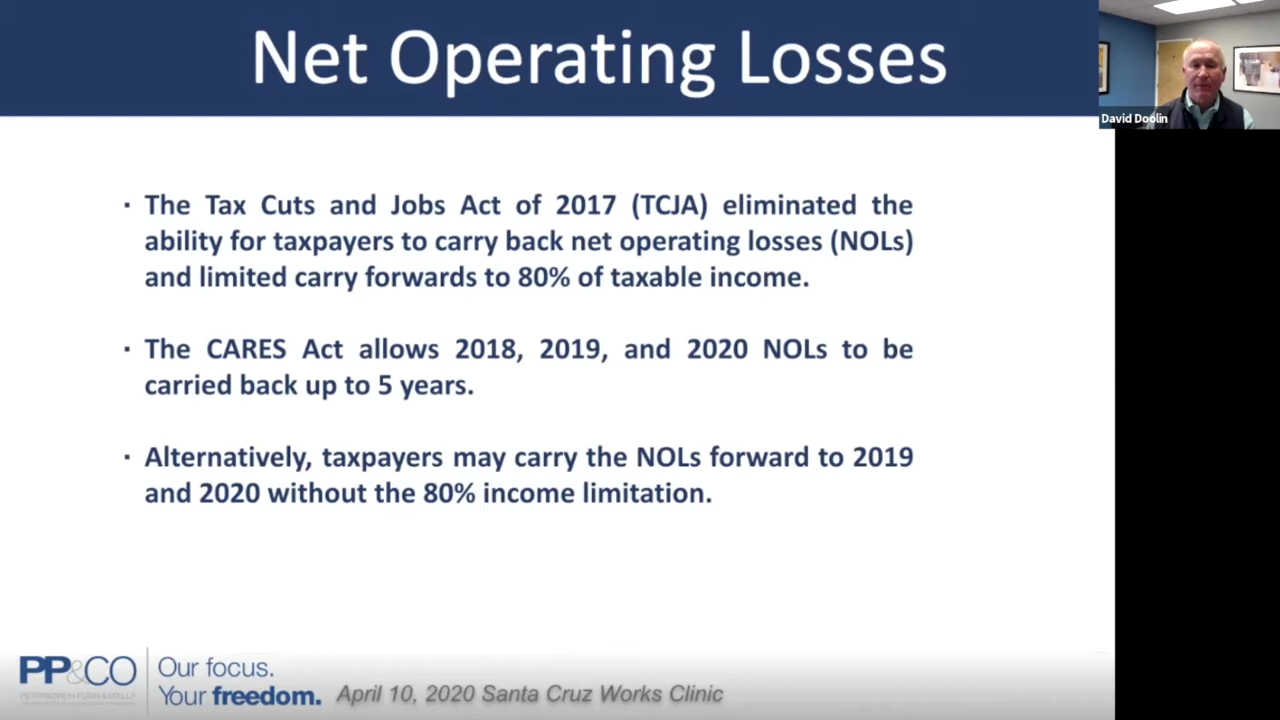 Net Operating Losses
David Doolin
▪ The Tax Cuts and Jobs Act of 2017 (TCJA) eliminated the
ability for taxpayers to carry back net operating losses (NOLs)
and limited carry forwards to 80% of taxable income.
▪ The CARES Act allows 2018, 2019, and 2020 NOLs to be
carried back up to 5 years.
▪ Alternatively, taxpayers may carry the NOLs forward to 2019
and 2020 without the 80% income limitation.
PP&CO
PETRINOVICH PUGH & CO LLP
Our focus.
Your freedom.
April 10, 2020 Santa Cruz Works Clinic